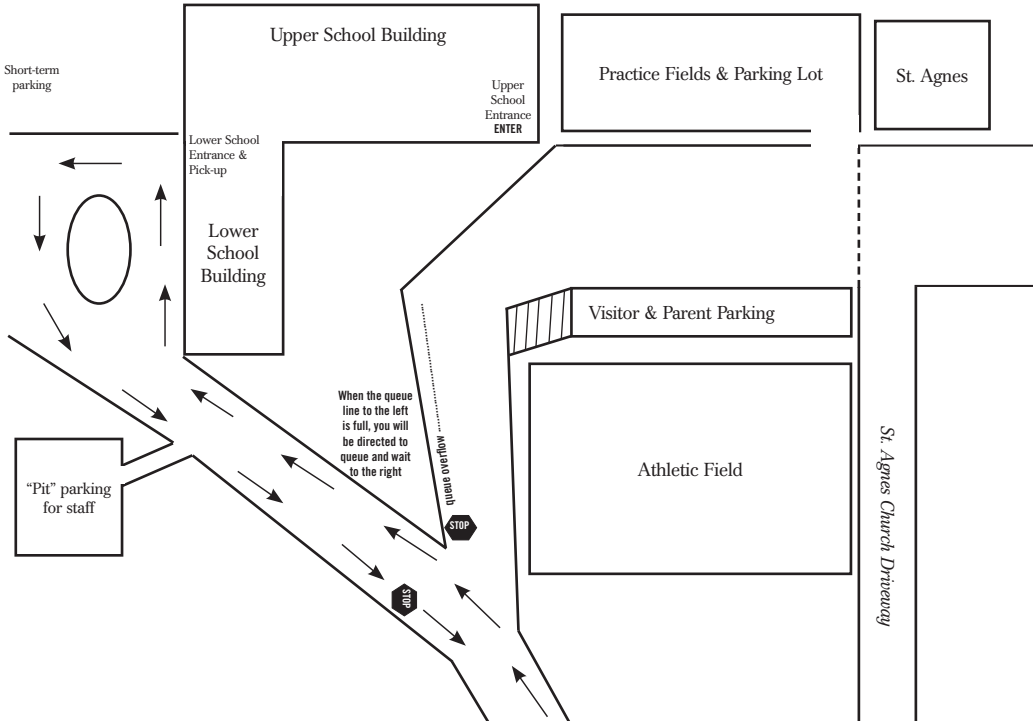 Upper School Building
Practice Fields & Parking Lot
St. Agnes
Short-term
parking
Upper
School
Entrance
ENTER
Lower School
Entrance &
Pick-up
Lower
School
Building
Visitor & Parent Parking
When the queue
line to the left
is full, you will
be directed to
queue and wait
to the right
queue overflow
STOP
Athletic Field
St. Agnes Church Driveway
“Pit” parking
for staff
STOP